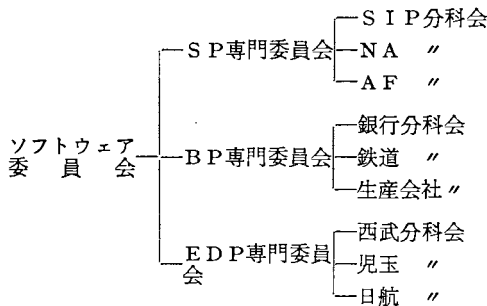 ソフトウェア
委員会
SP専門委員会
SIP分科会
NA 〃
AF 〃
BP専門委員会
銀行分科会
鉄道 〃
生産会社〃
EDP専門委員
会
西武分科会
児玉 〃
日航 〃